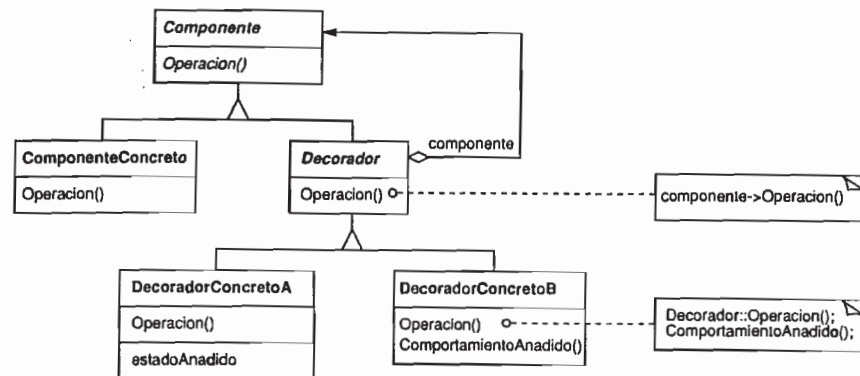 Componente
Operacion()
componente
ComponenteConcreto
Operacion()
Decorador
Operacion()
componente->Operacion()
DecoradorConcretoA
Operacion()
estadoAnadido
DecoradorConcretoB
Operacion()
ComportamientoAnadido()
Decorador::Operacion();
ComportamientoAnadido();